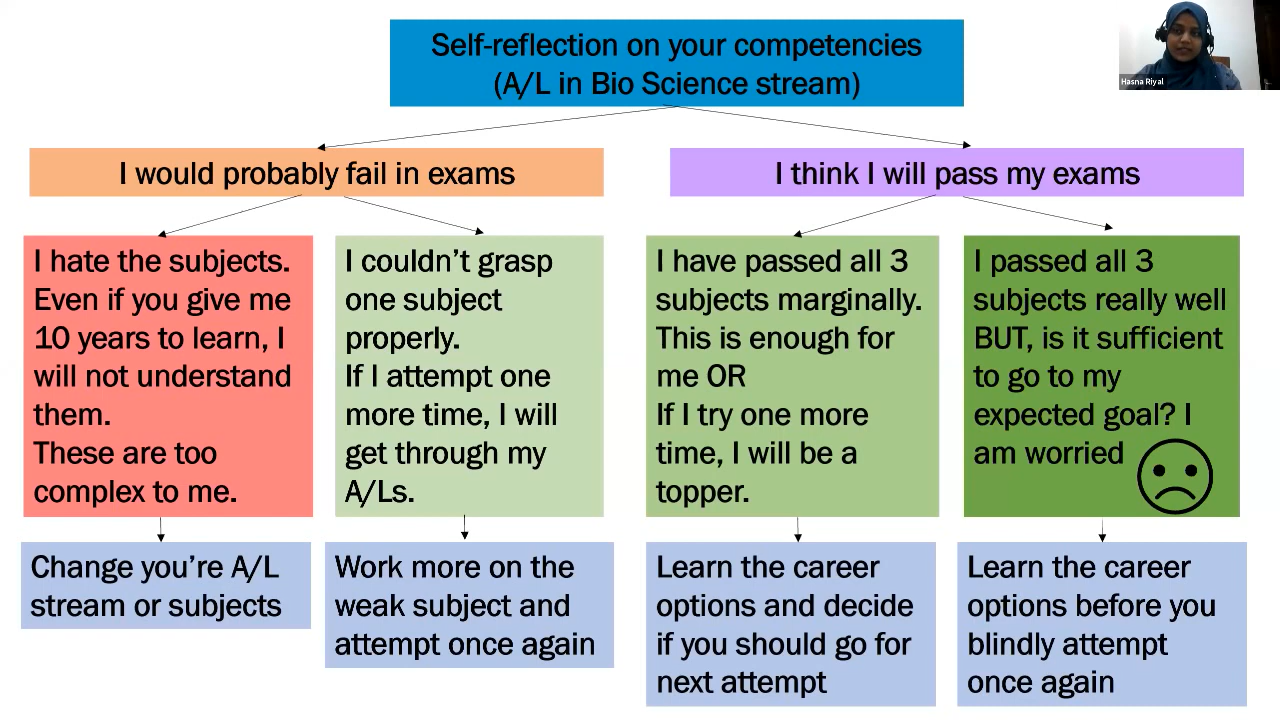 Self-reflection on your competencies
(A/L in Bio Science stream)
Hasna Riyal
I would probably fail in exams
I think I will pass my exams
I hate the subjects.
Even if you give me
10 years to learn, I
will not understand
them.
These are too
complex to me.
I couldn't grasp
one subject
properly.
If I attempt one
more time, I will
get through my
A/Ls.
I have passed all 3
subjects marginally.
This is enough for
me OR
If I try one more
time, I will be a
topper.
I passed all 3
subjects really well
BUT, is it sufficient
to go to my
expected goal? I
am worried
Change you're A/L
stream or subjects
Work more on the
weak subject and
attempt once again
Learn the career
options and decide
if you should go for
next attempt
Learn the career
options before you
blindly attempt
once again